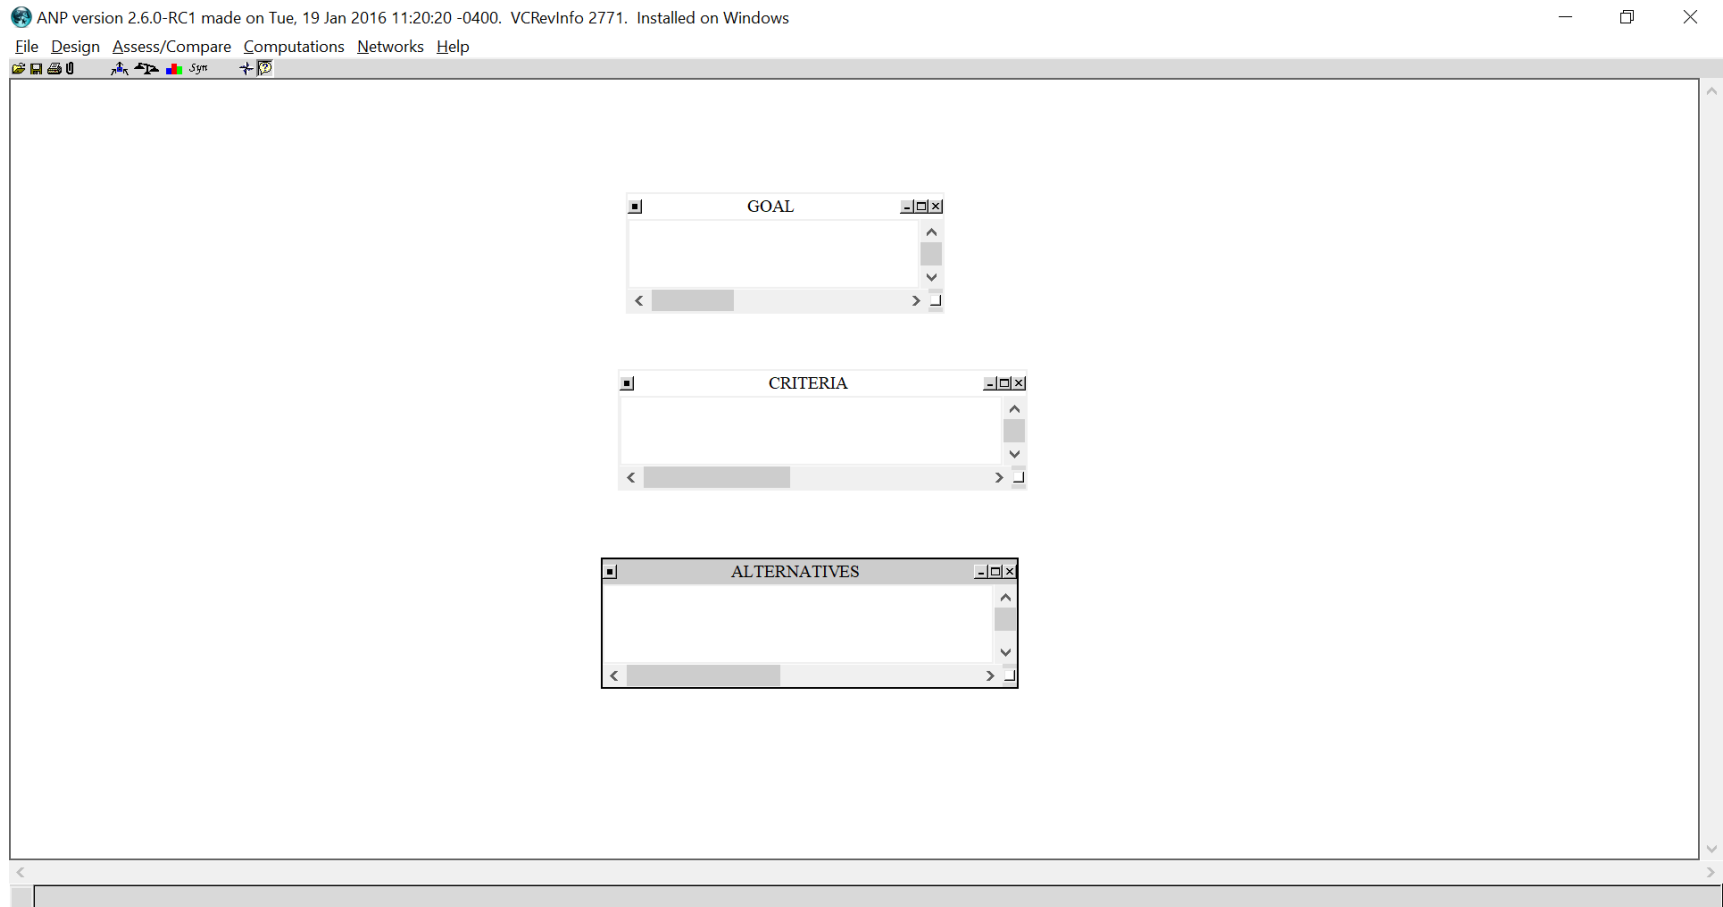 ANP version 2.6.0-RC1 made on Tue, 19 Jan 2016 11:20:20 -0400.  VCRevInfo 2771.  Installed on Windows
File Design Assess/Compare Computations Networks Help
Syn
GOAL
CRITERIA
ALTERNATIVES